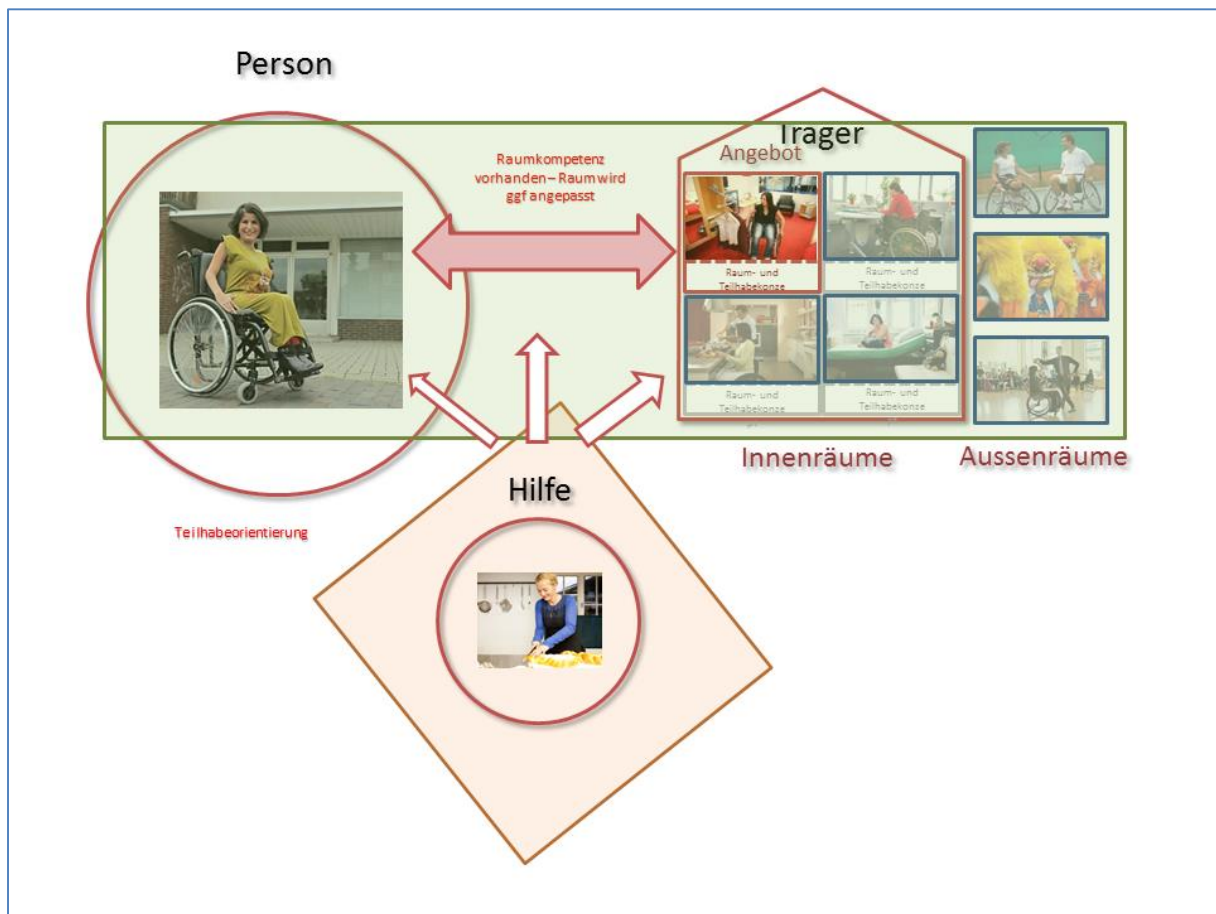 Person
Träger
Angebot
Raumkompetenz
vorhanden – Raum wird
ggf angepasst
Raum- und
Teilhabekonze
Raum- und
Teilhabekonze
Raum- und
Teilhabekonze
Raum- und
Teilhabekonze
Innenräume
Aussenräume
Hilfe
Teilhabeorientierung